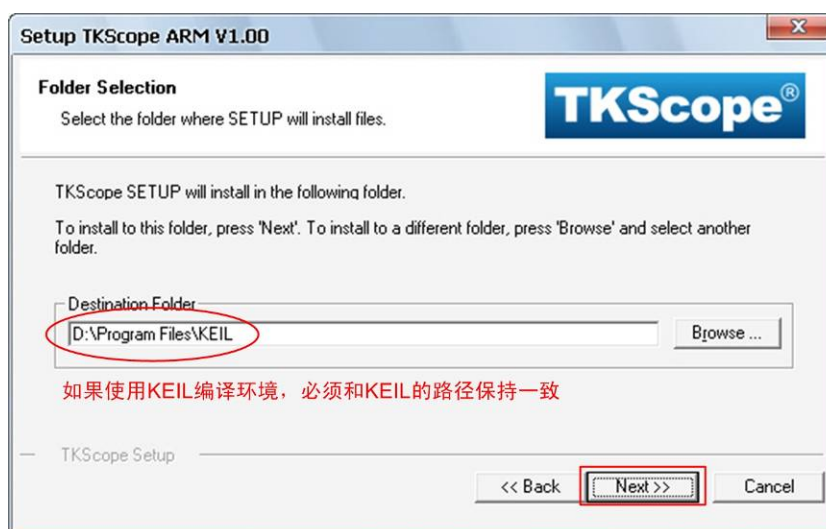 Setup TKScope ARM V1.00
Folder Selection
Select the folder where SETUP will install files.
TKScope®
TKScope SETUP will install in the following folder.
To install to this folder, press 'Next'. To install to a different folder, press 'Browse' and select another
folder.
Destination Folder
D:\Program Files\KEIL
Browse ...
如果使用KEIL编译环境，必须和KEIL的路径保持一致
TKScope Setup
<< Back
Next >>
Cancel